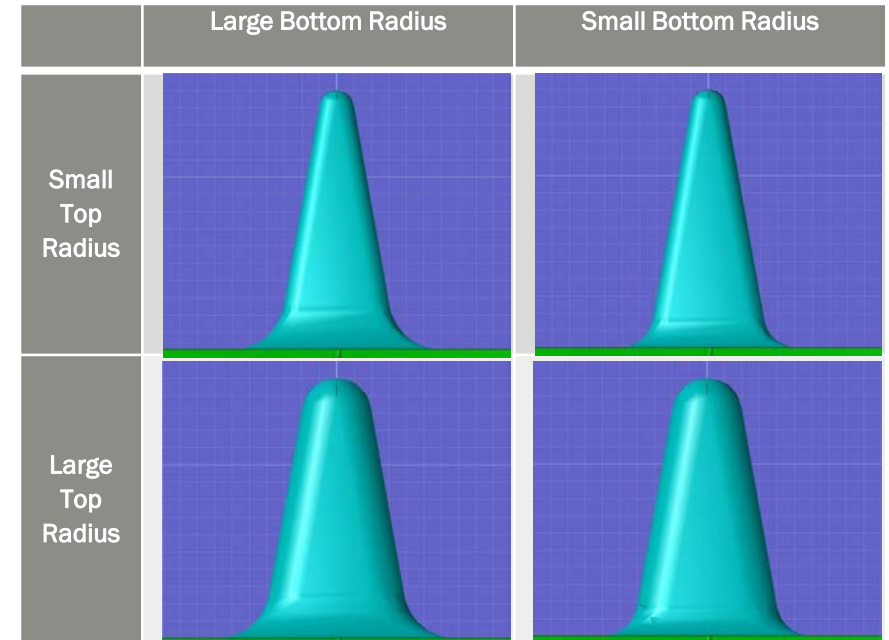 Large Bottom Radius
Small Bottom Radius
Small
Top
Radius
Large
Top
Radius